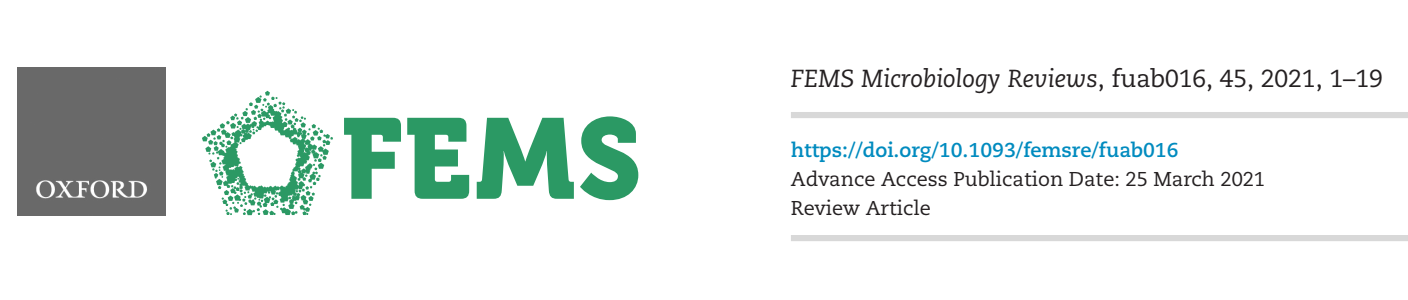 OXFORD
FEMS
FEMS Microbiology Reviews, fuab016, 45, 2021, 1–19
https://doi.org/10.1093/femsre/fuab016
Advance Access Publication Date: 25 March 2021
Review Article